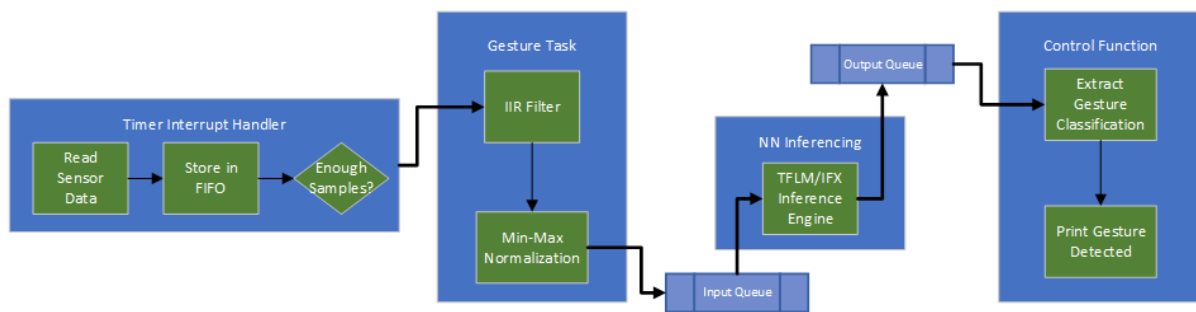 Timer Interrupt Handler
Read
Sensor
Data
Store in
FIFO
Enough
Samples?
Gesture Task
IIR Filter
Min-Max
Normalization
Input Queue
NN Inferencing
TFLM/IFX
Inference
Engine
Output Queue
Control Function
Extract
Gesture
Classification
Print Gesture
Detected